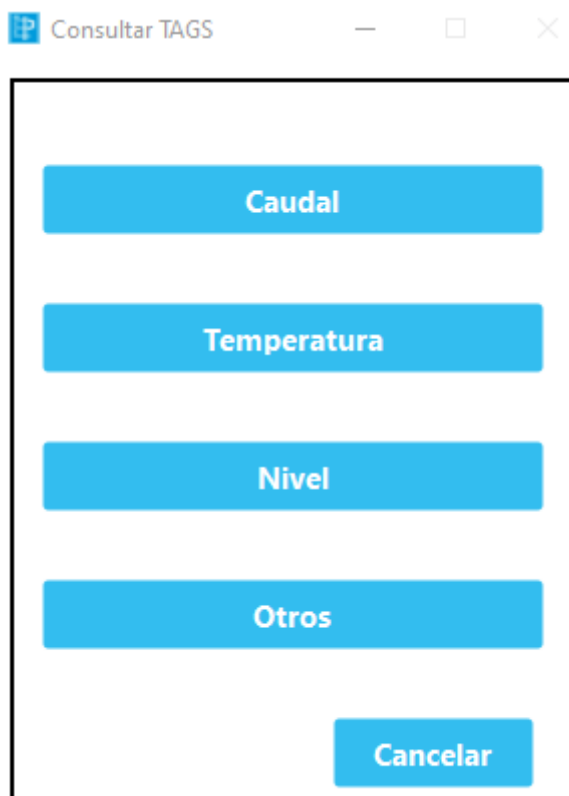 Consultar TAGS
Caudal
Temperatura
Nivel
Otros
Cancelar